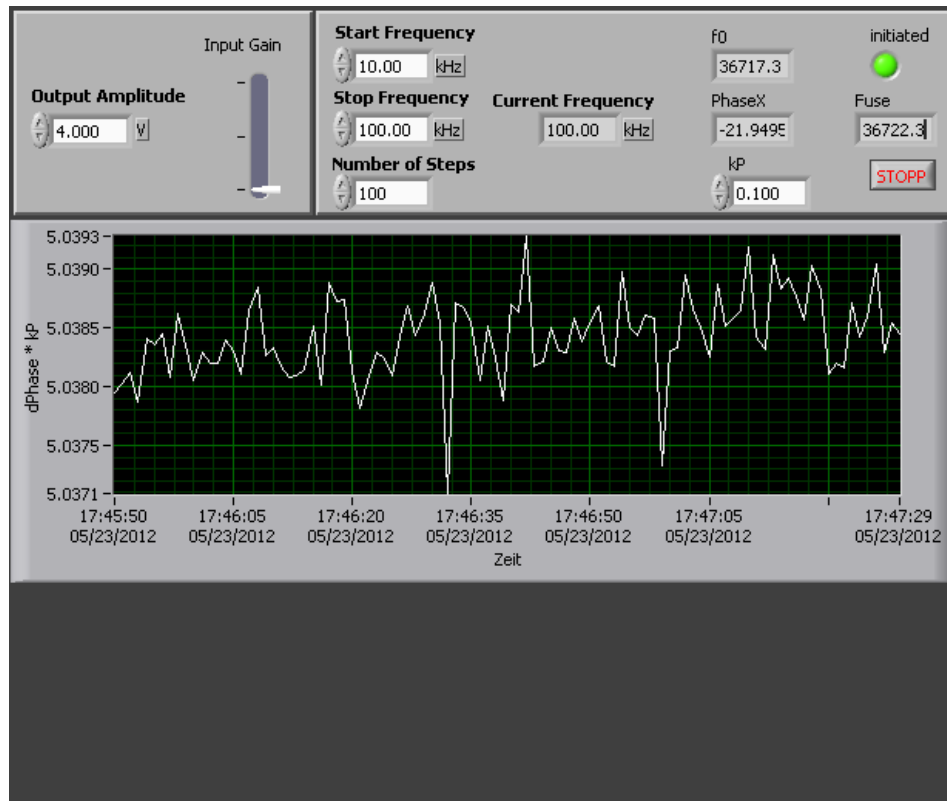 Input Gain
Output Amplitude
4.000 V
Start Frequency
10.00 kHz
Stop Frequency
100.00 kHz
Number of Steps
100
Current Frequency
100.00 kHz
f0
36717.3
PhaseX
-21.949
kP
0.100
initiated
Fuse
36722.3
STOPP
dPhase * kP
5.0393
5.0390
5.0385
5.0380
5.0375
5.0371
17:45:50 17:46:05 17:46:20 17:46:35 17:46:50 17:47:05 17:47:29
05/23/2012 05/23/2012 05/23/2012 05/23/2012 05/23/2012 05/23/2012 05/23/2012
Zeit